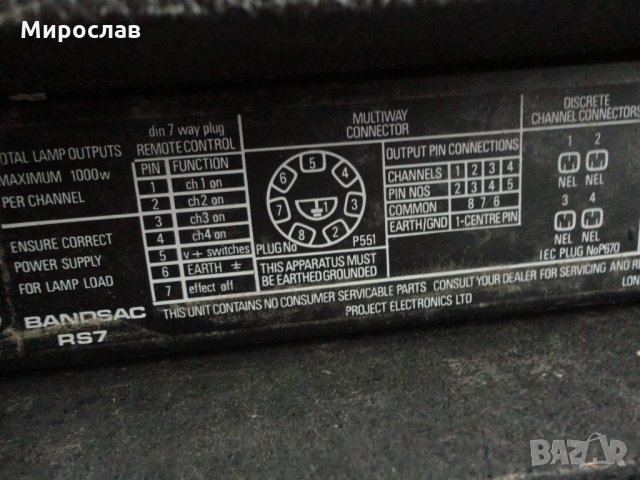 Мирослав
TOTAL LAMP OUTPUTS
MAXIMUM 1000w
PER CHANNEL
ENSURE CORRECT
POWER SUPPLY
FOR LAMP LOAD
BANDSAC
RS7
din 7 way plug
REMOTE CONTROL
PIN FUNCTION
1 ch 1 on
2 ch2 on
3 ch3 on
4 ch4 on
5 v+ switches
6 EARTH
7 effect off
MULTIWAY
CONNECTOR
5
6 4
7 1 3
8 2
PLUG No P551
THIS APPARATUS MUST
BE EARTHED GROUNDED
OUTPUT PIN CONNECTIONS
CHANNELS 1 2 3 4
PIN NOS 2 3 4 5
COMMON 8 7 6
EARTH/GND 1-CENTRE PIN
DISCRETE
CHANNEL CONNECTORS
1 2
NEL NEL
3 4
NEL NEL
IEC PLUG NoP670
THIS UNIT CONTAINS NO CONSUMER SERVICABLE PARTS CONSULT YOUR DEALER FOR SERVICING AND
PROJECT ELECTRONICS LTD
LON
BAZAR